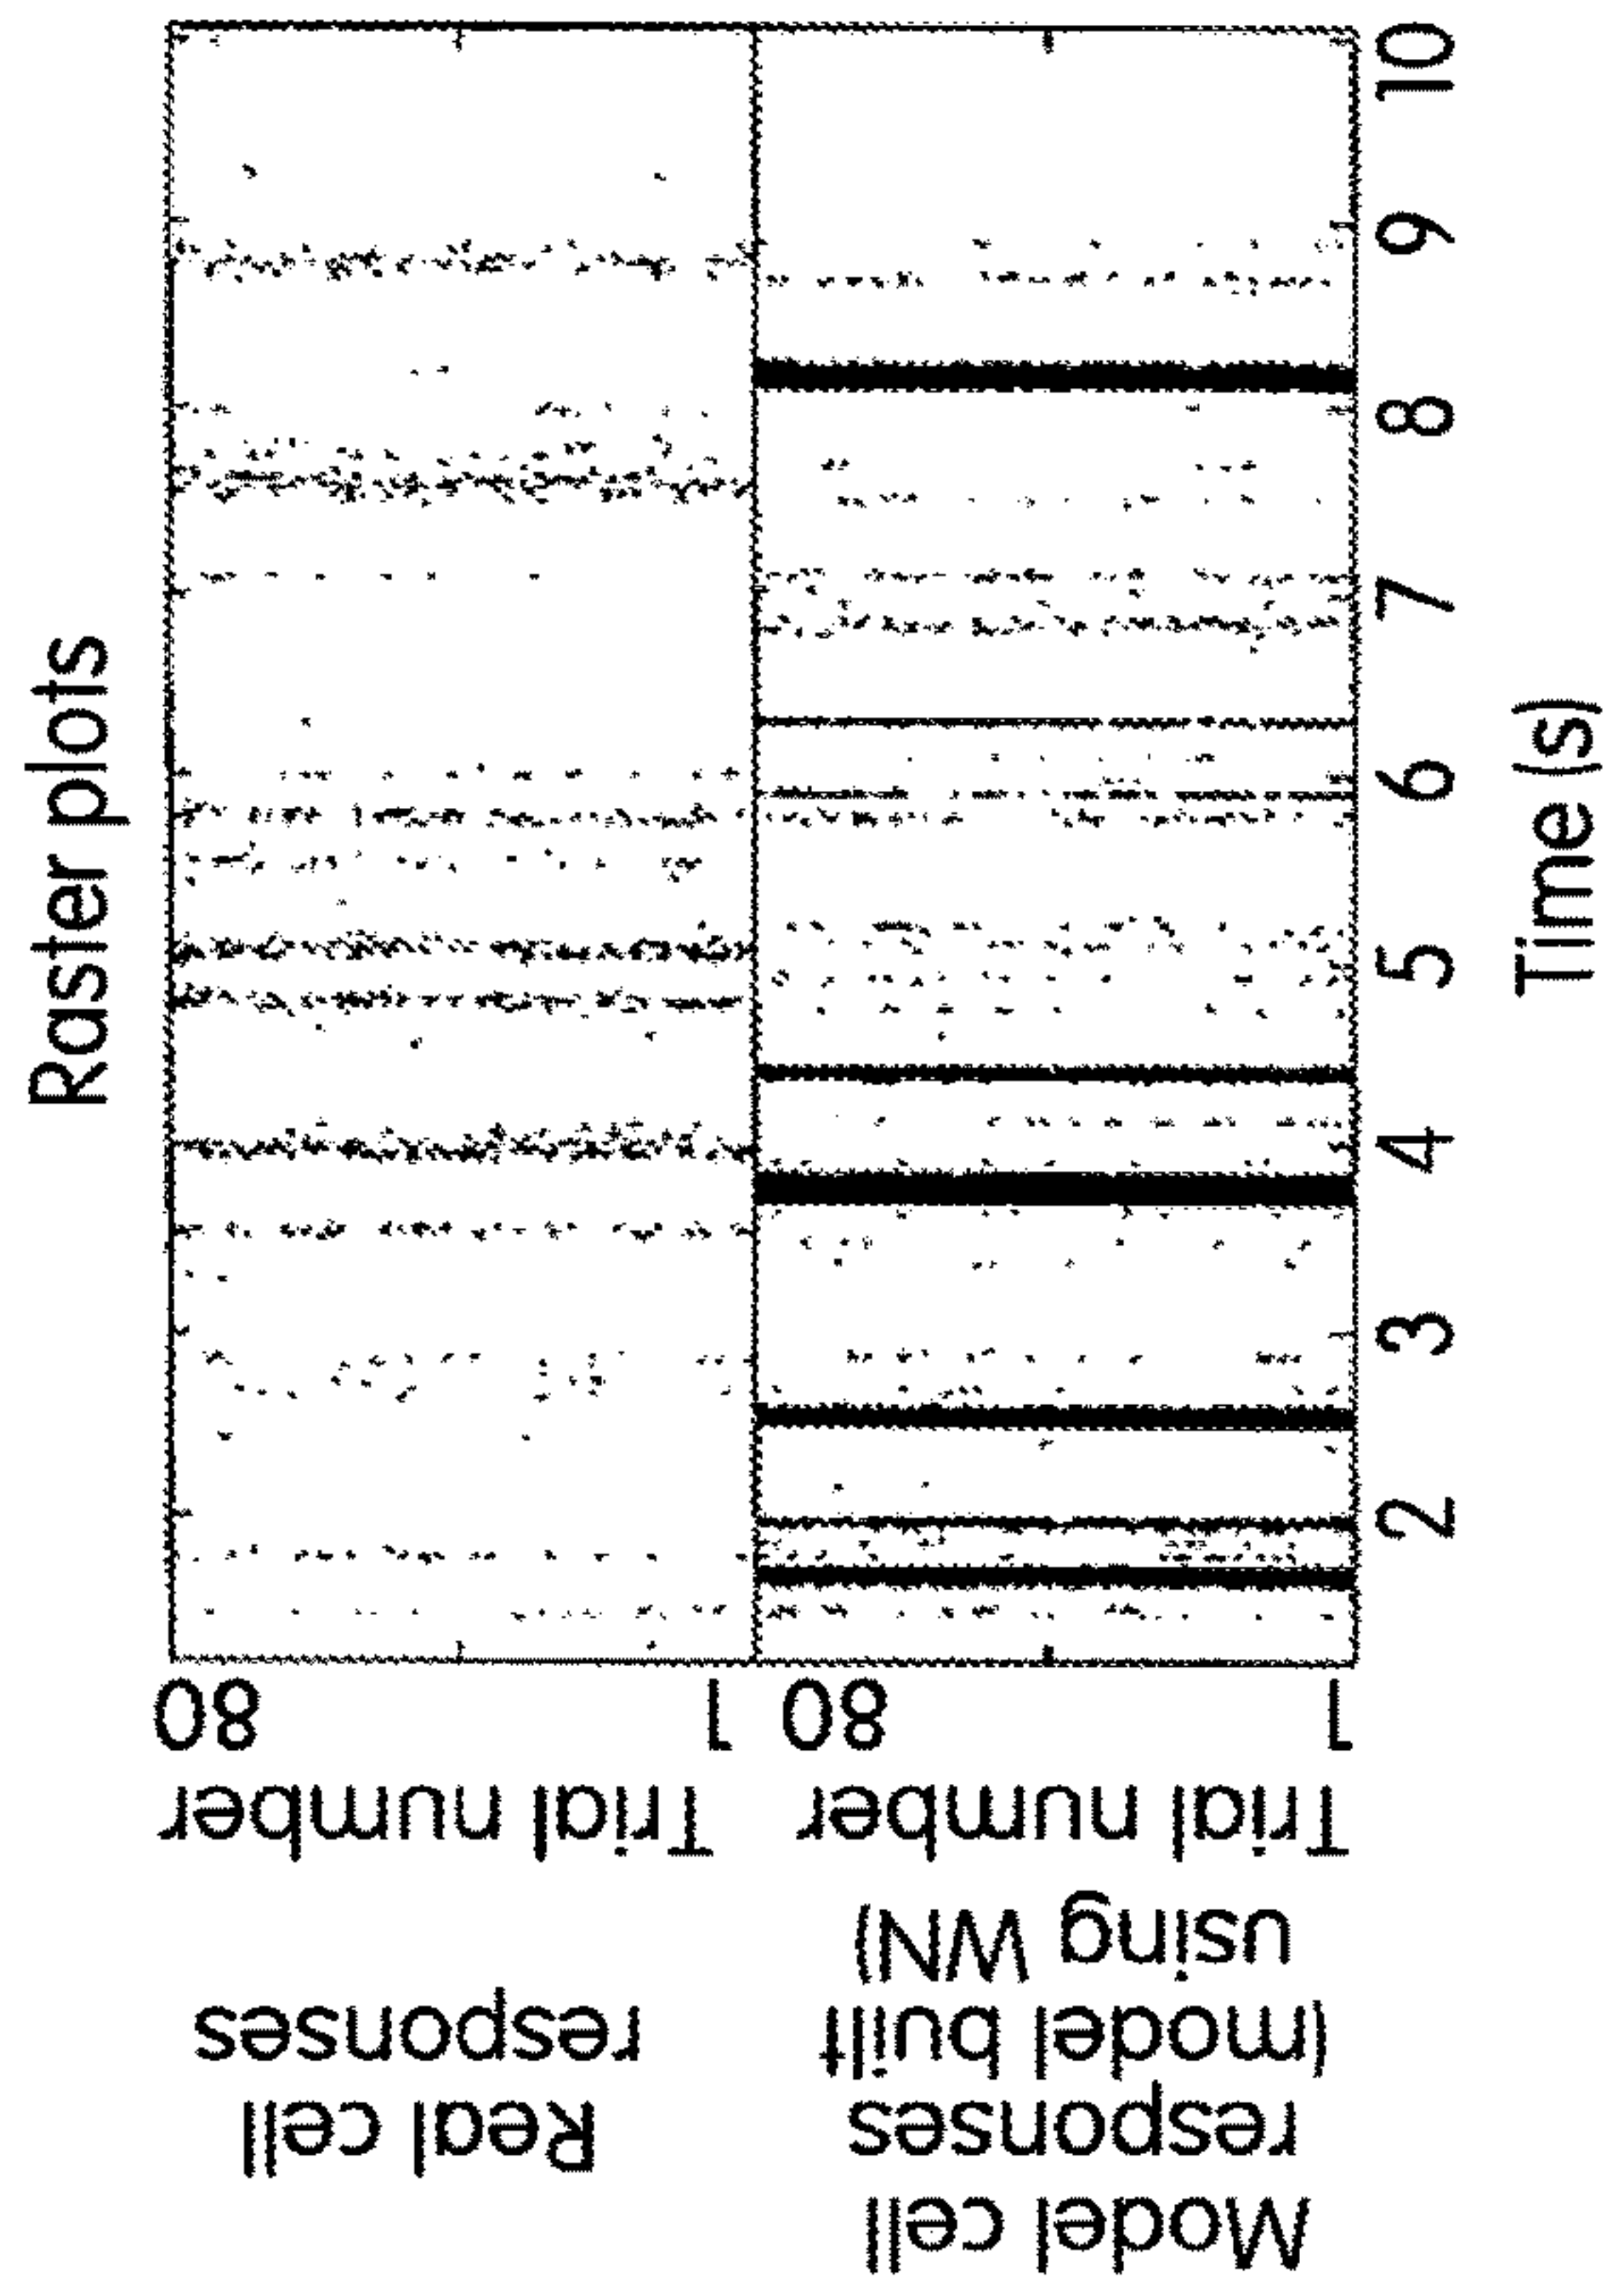 Raster plots
Real cell
responses
Trial number
80
1
Model cell
responses
(model built
using WN)
Trial number
80
1
2
3
4
5
6
7
8
9
10
Time (s)